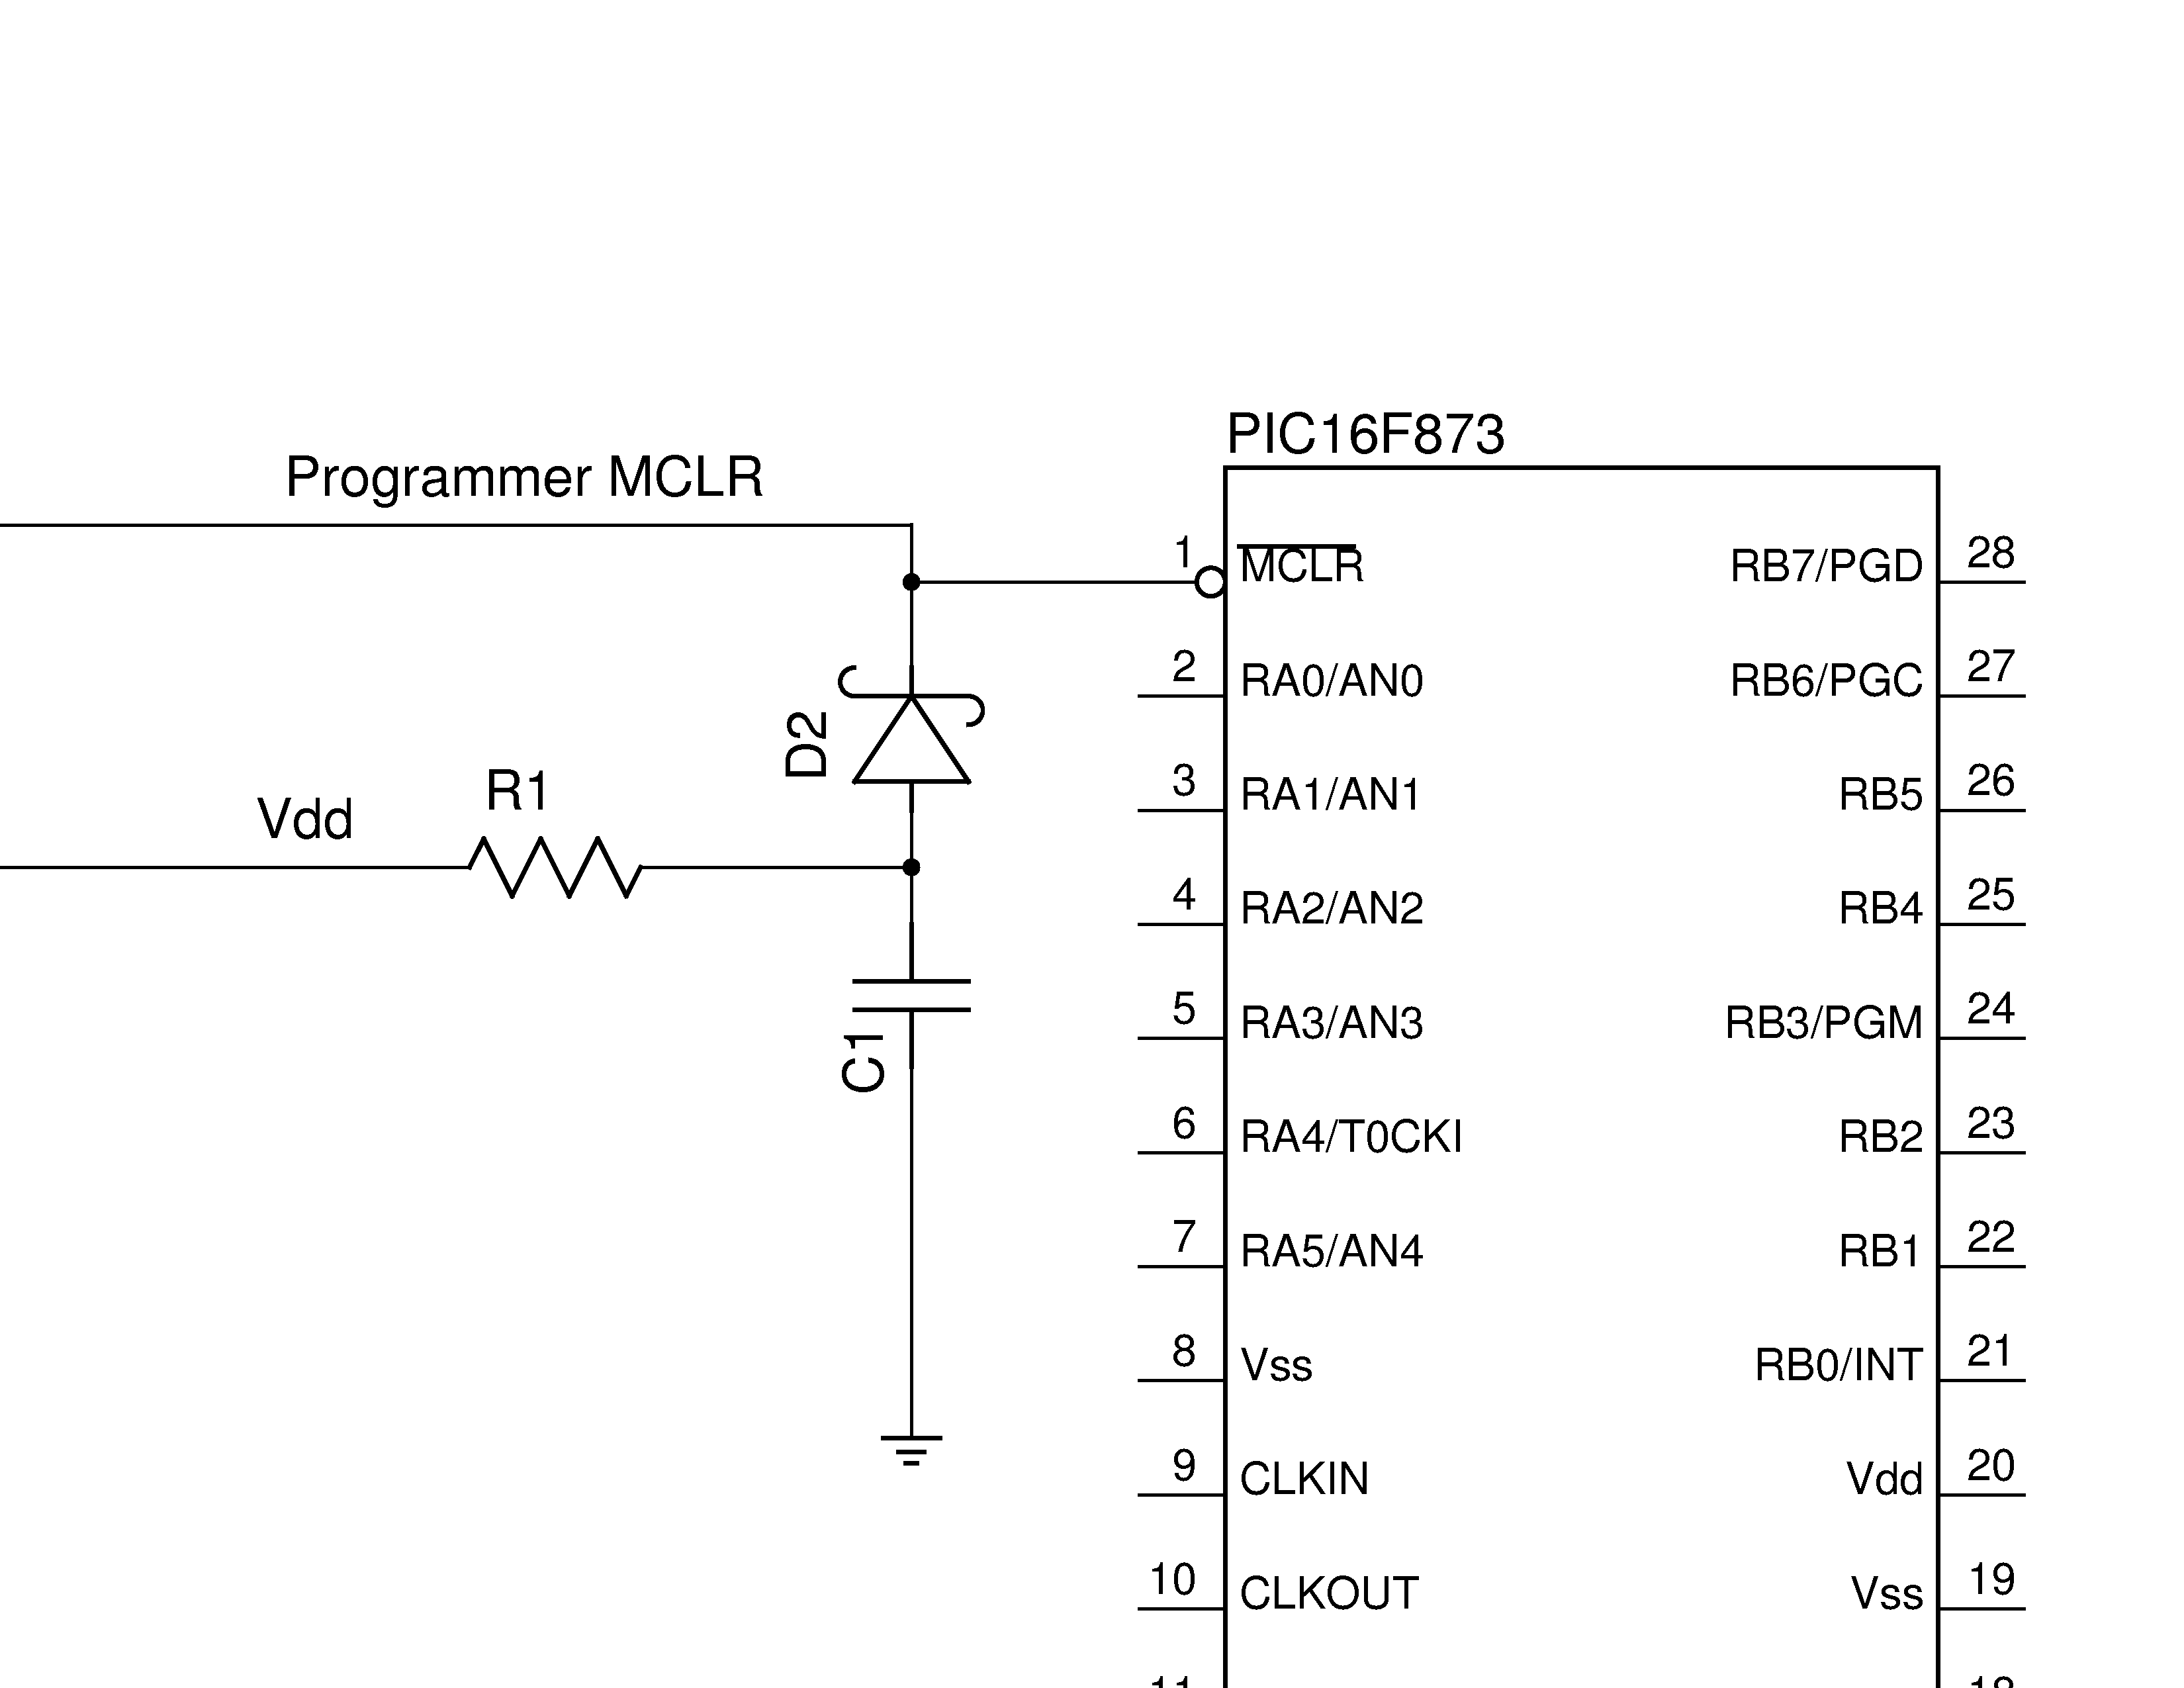 PIC16F873
Programmer MCLR
1 MCLR RB7/PGD 28
2 RA0/AN0 RB6/PGC 27
D2
3 RA1/AN1 RB5 26
R1
Vdd
4 RA2/AN2 RB4 25
5 RA3/AN3 RB3/PGM 24
C1
6 RA4/T0CKI RB2 23
7 RA5/AN4 RB1 22
8 Vss RB0/INT 21
9 CLKIN Vdd 20
10 CLKOUT Vss 19
11 18